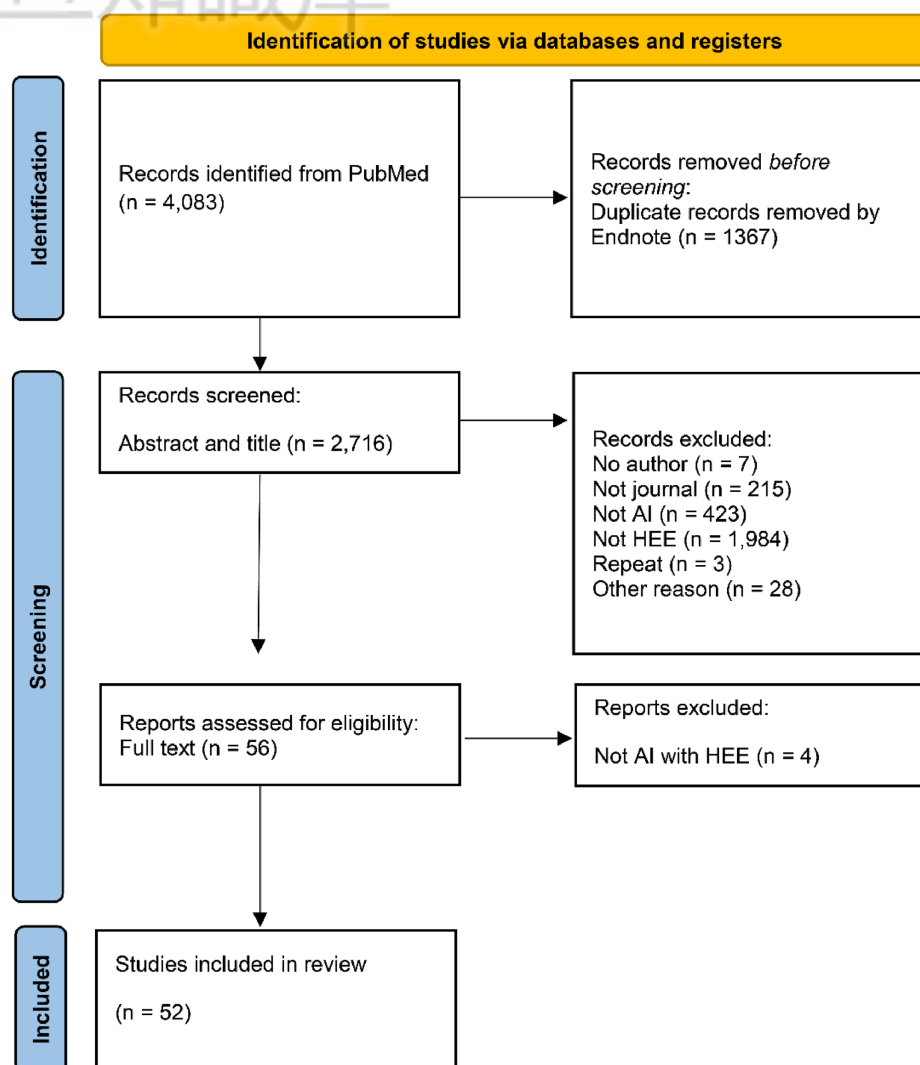 Identification of studies via databases and registers
Identification
Records identified from PubMed
(n = 4,083)
Records removed before
screening:
Duplicate records removed by
Endnote (n = 1367)
Screening
Records screened:
Abstract and title (n = 2,716)
Records excluded:
No author (n = 7)
Not journal (n = 215)
Not AI (n = 423)
Not HEE (n = 1,984)
Repeat (n = 3)
Other reason (n = 28)
Reports assessed for eligibility:
Full text (n = 56)
Reports excluded:
Not AI with HEE (n = 4)
Included
Studies included in review
(n = 52)